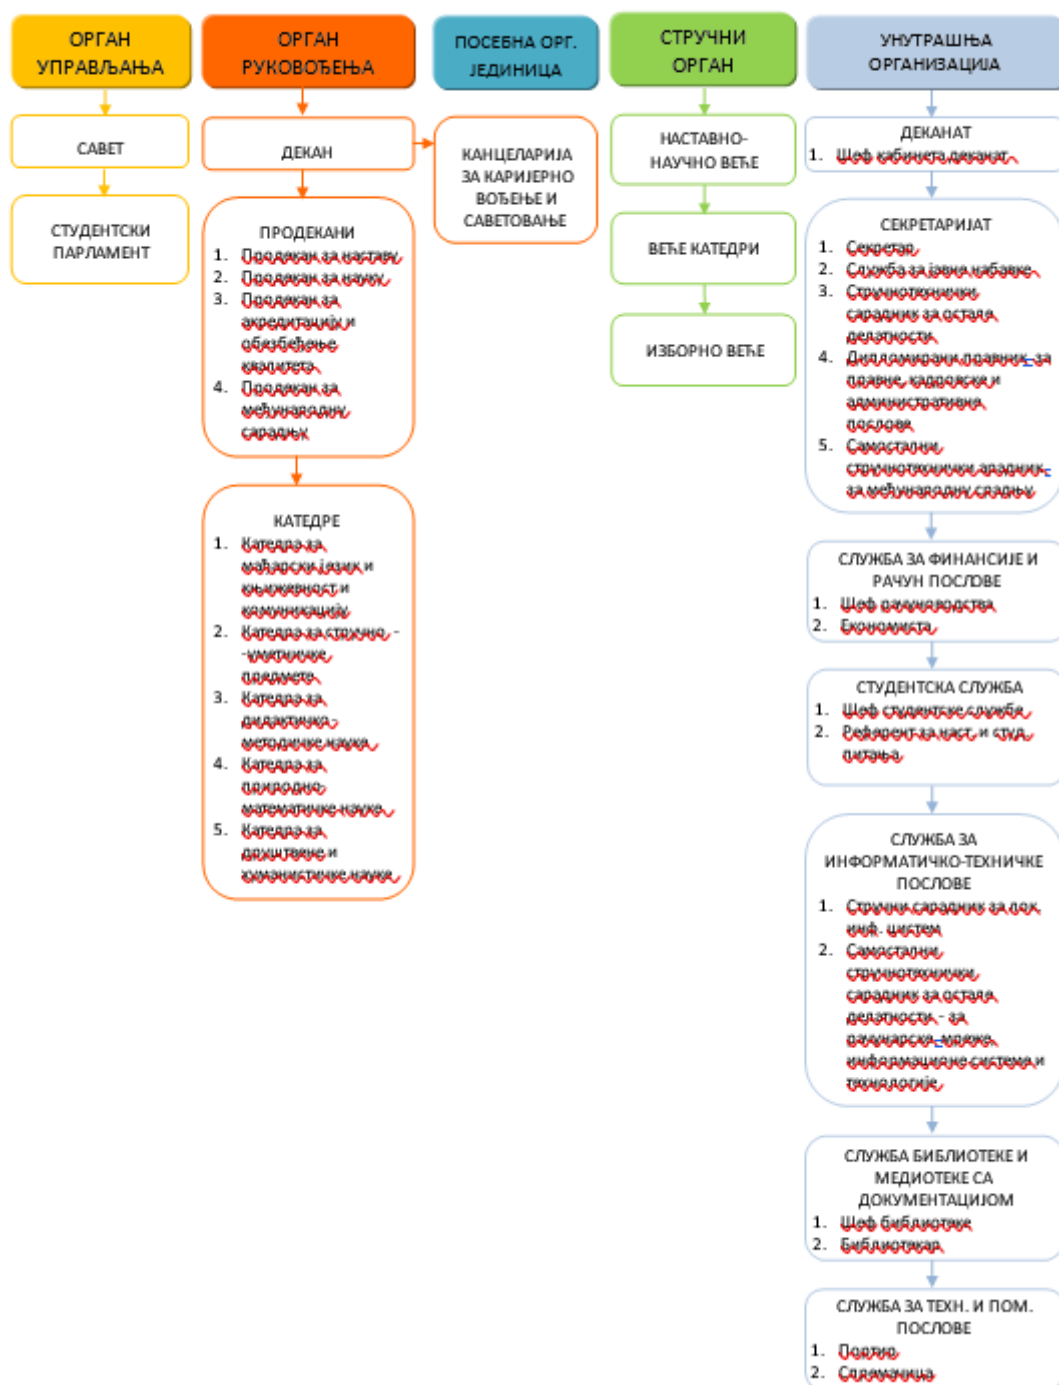 ОРГАН
УПРАВЉАЊА
САВЕТ
СТУДЕНТСКИ
ПАРЛАМЕНТ
ОРГАН
РУКОВОЂЕЊА
ДЕКАН
ПРОДЕКАНИ
1. Продекан за наставу
2. Продекан за науку
3. Продекан за
акредитацију и
обезбеђење
квалитета
4. Продекан за
међународну
сарадњу
КАТЕДРЕ
1. Катедра за
мађарски језик и
књижевност и
комуникацију
2. Катедра за стручно -
-уметничке
предмете
3. Катедра за
дидактичко -
методичке науке
4. Катедра за
природно-
математичке науке
5. Катедра за
друштвене и
хуманистичке науке
ПОСЕБНА ОРГ.
ЈЕДИНИЦА
КАНЦЕЛАРИЈА
ЗА КАРИЈЕРНО
ВОЂЕЊЕ И
САВЕТОВАЊЕ
СТРУЧНИ
ОРГАН
НАСТАВНО-
НАУЧНО ВЕЋЕ
ВЕЋЕ КАТЕДРИ
ИЗБОРНО ВЕЋЕ
УНУТРАШЊА
ОРГАНИЗАЦИЈА
ДЕКАНАТ
1. Шеф кабинета деканат
СЕКРЕТАРИЈАТ
1. Секретар
2. Служба за јавне набавке
3. Стручнотехнички
сарадник за остале
делатности
4. Дипломирани правник за
правне, кадровске и
административне
послове
5. Самостални
стручнотехнички арадник
за међународну срадњу
СЛУЖБА ЗА ФИНАНСИЈЕ И
РАЧУН ПОСЛОВЕ
1. Шеф рачуноводства
2. Економиста
СТУДЕНТСКА СЛУЖБА
1. Шеф студентске службе
2. Референт за наст. и студ.
питања
СЛУЖБА ЗА
ИНФОРМАТИЧКО-ТЕХНИЧКЕ
ПОСЛОВЕ
1. Стручни сарадник за лок.
инф. цистем
2. Самостални
стручнотехнички
сарадник за остале
делатности - за
рачунарске мреже,
информационе системе и
технологије
СЛУЖБА БИБЛИОТЕКЕ И
МЕДИОТЕКЕ СА
ДОКУМЕНТАЦИЈОМ
1. Шеф библиотеке
2. Библиотекар
СЛУЖБА ЗА ТЕХН. И ПОМ.
ПОСЛОВЕ
1. Портир
2. Спремачица